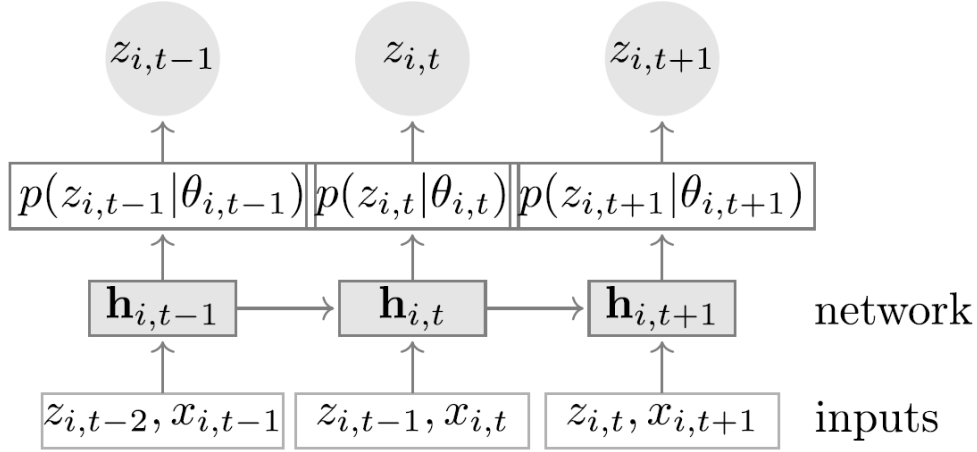 z_{i,t−1} z_{i,t} z_{i,t+1}
p(z_{i,t−1}|θ_{i,t−1}) p(z_{i,t}|θ_{i,t}) p(z_{i,t+1}|θ_{i,t+1})
h_{i,t−1} h_{i,t} h_{i,t+1} network
z_{i,t−2}, x_{i,t−1} z_{i,t−1}, x_{i,t} z_{i,t}, x_{i,t+1} inputs